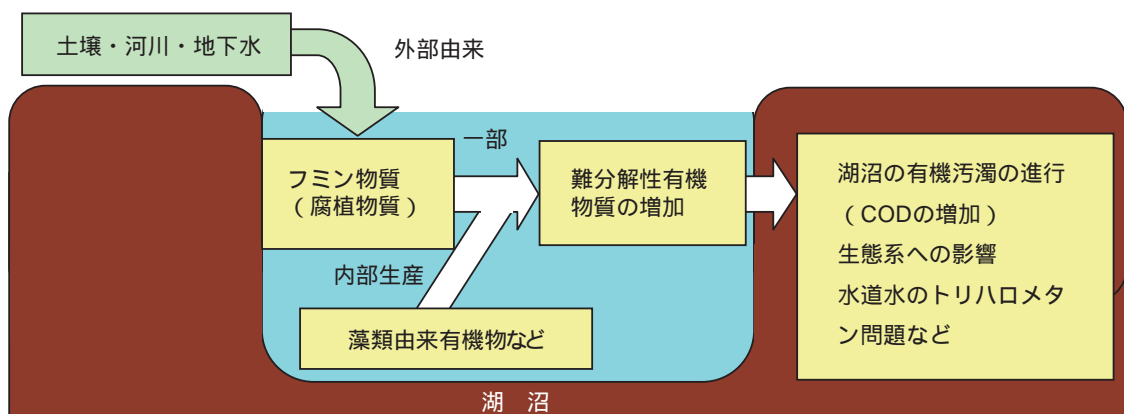 土壌・河川・地下水
外部由来
一部
フミン物質
（腐植物質）
難分解性有機
物質の増加
湖沼の有機汚濁の進行
（CODの増加）
生態系への影響
水道水のトリハロメタ
ン問題など
内部生産
藻類由来有機物など
湖　沼